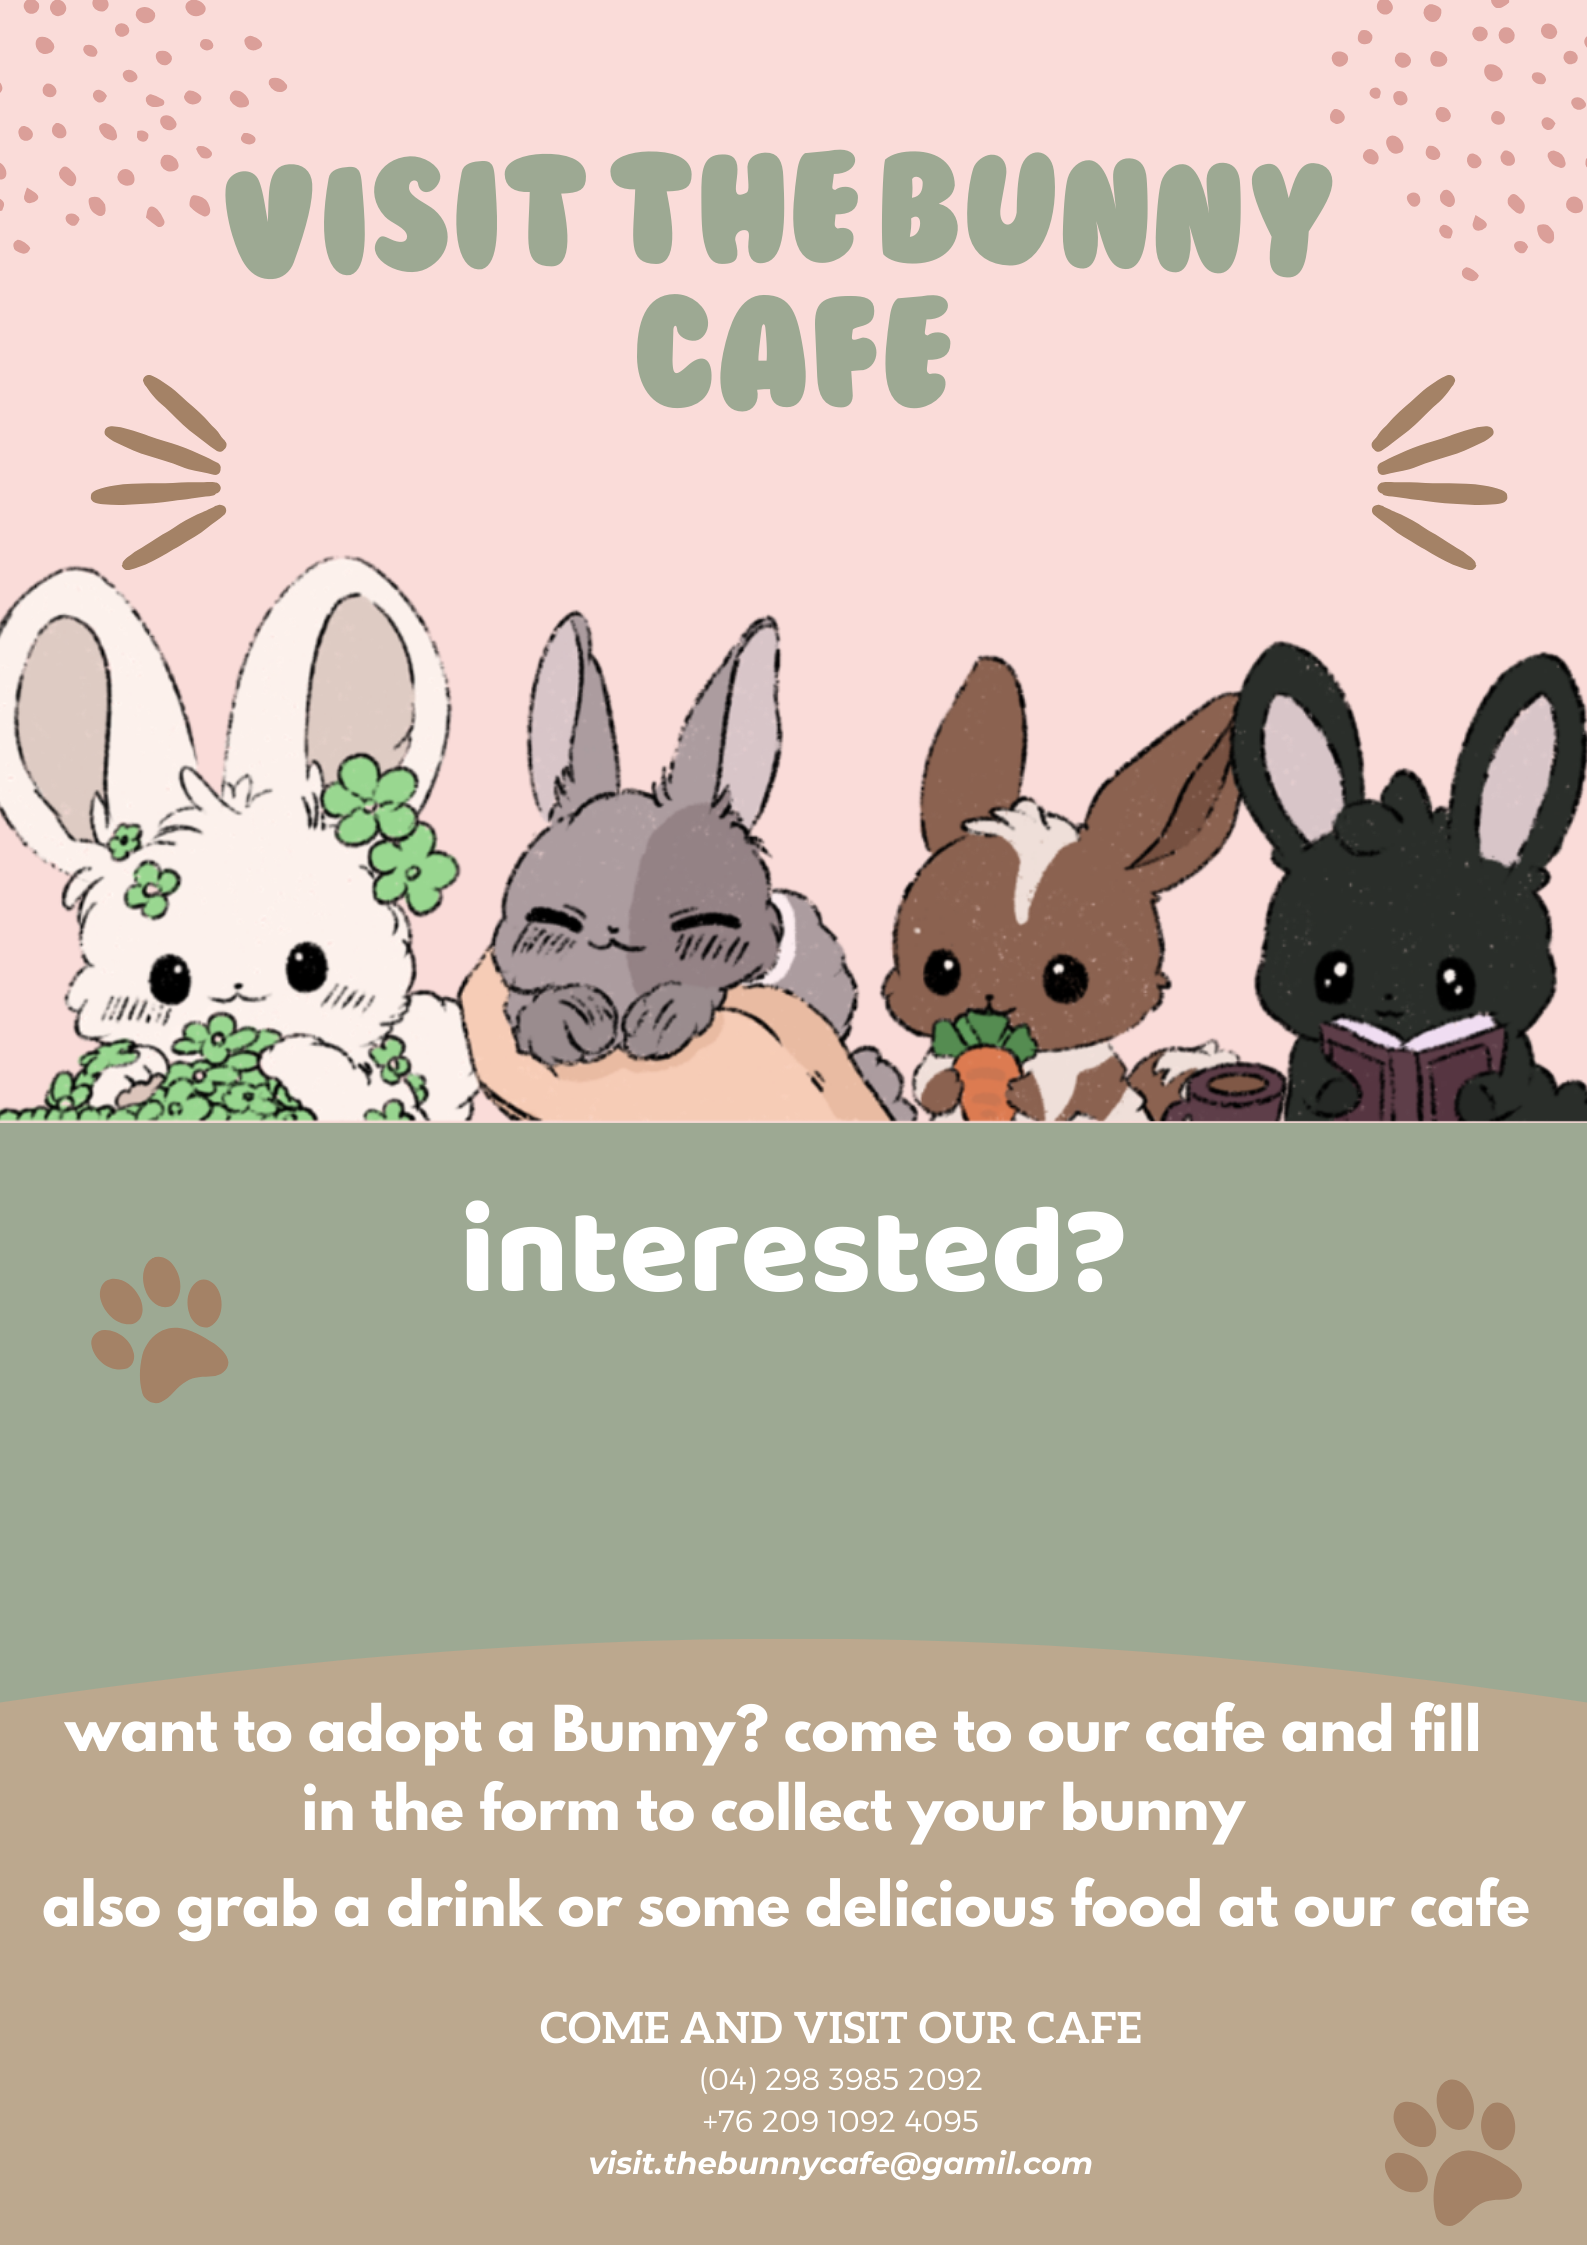 VISIT THE BUNNY
CAFE
interested?
want to adopt a Bunny? come to our cafe and fill
in the form to collect your bunny
also grab a drink or some delicious food at our cafe
COME AND VISIT OUR CAFE
(04) 298 3985 2092
+76 209 1092 4095
visit.thebunnycafe@gamil.com